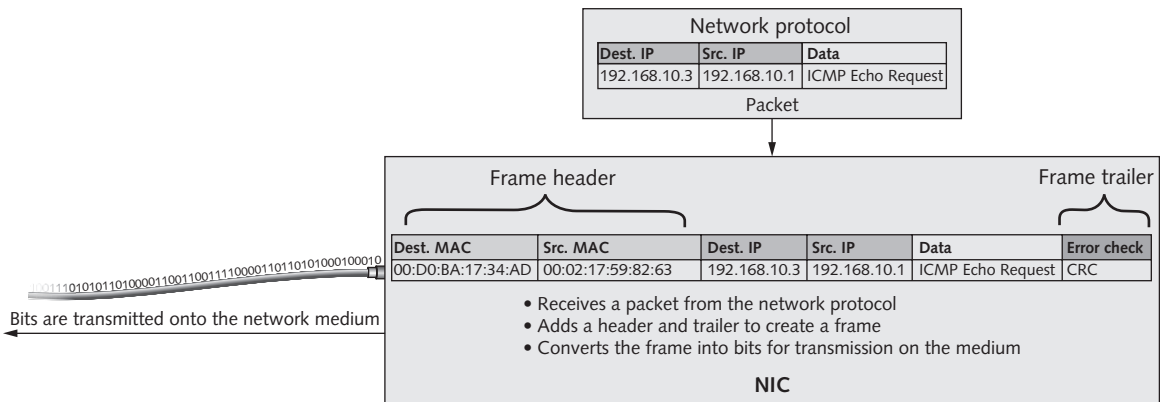 Network protocol
Dest. IP Src. IP Data
192.168.10.3 192.168.10.1 ICMP Echo Request
Packet
Frame header Frame trailer
Dest. MAC Src. MAC Dest. IP Src. IP Data Error check
00:D0:BA:17:34:AD 00:02:17:59:82:63 192.168.10.3 192.168.10.1 ICMP Echo Request CRC
Bits are transmitted onto the network medium
• Receives a packet from the network protocol
• Adds a header and trailer to create a frame
• Converts the frame into bits for transmission on the medium
NIC